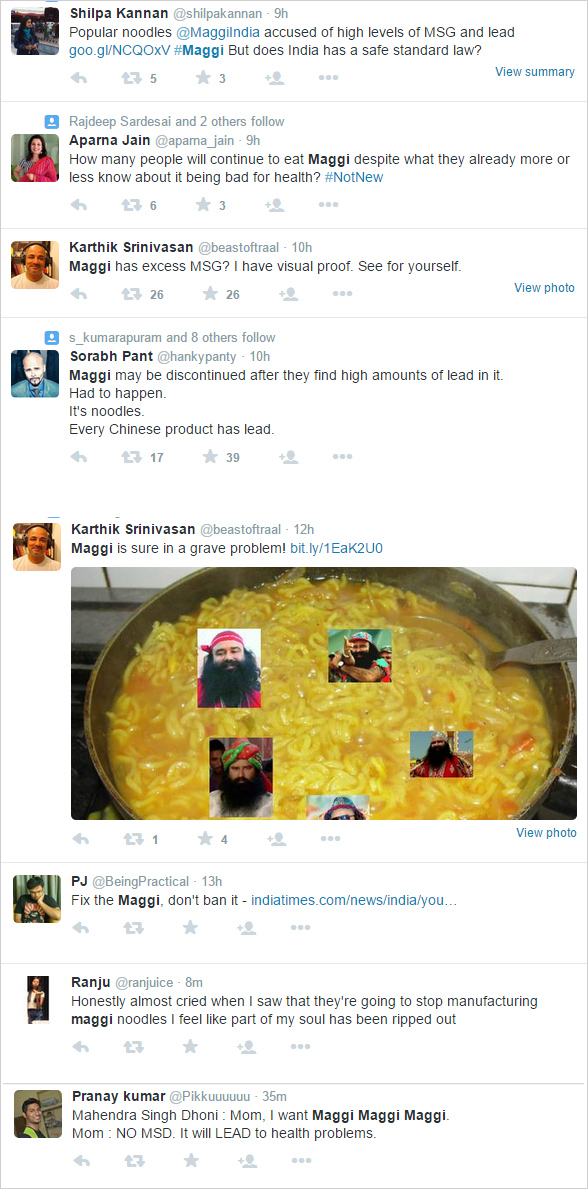 Shilpa Kannan @shilpakannan · 9h
Popular noodles @MaggiIndia accused of high levels of MSG and lead
goo.gl/NCQOxV #Maggi But does India has a safe standard law?
5 3
View summary
Rajdeep Sardesai and 2 others follow
Aparna Jain @aparna_jain · 9h
How many people will continue to eat Maggi despite what they already more or
less know about it being bad for health? #NotNew
6 3
Karthik Srinivasan @beastoftraal · 10h
Maggi has excess MSG? I have visual proof. See for yourself.
26 26
View photo
s_kumarapuram and 8 others follow
Sorabh Pant @hankypanty · 10h
Maggi may be discontinued after they find high amounts of lead in it.
Had to happen.
It's noodles.
Every Chinese product has lead.
17 39
Karthik Srinivasan @beastoftraal · 12h
Maggi is sure in a grave problem! bit.ly/1EaK2U0
1 4
View photo
PJ @BeingPractical · 13h
Fix the Maggi, don't ban it - indiatimes.com/news/india/you…
Ranju @ranjuice · 8m
Honestly almost cried when I saw that they're going to stop manufacturing
maggi noodles I feel like part of my soul has been ripped out
Pranay kumar @Pikkuuuuuu · 35m
Mahendra Singh Dhoni : Mom, I want Maggi Maggi Maggi.
Mom : NO MSD. It will LEAD to health problems.